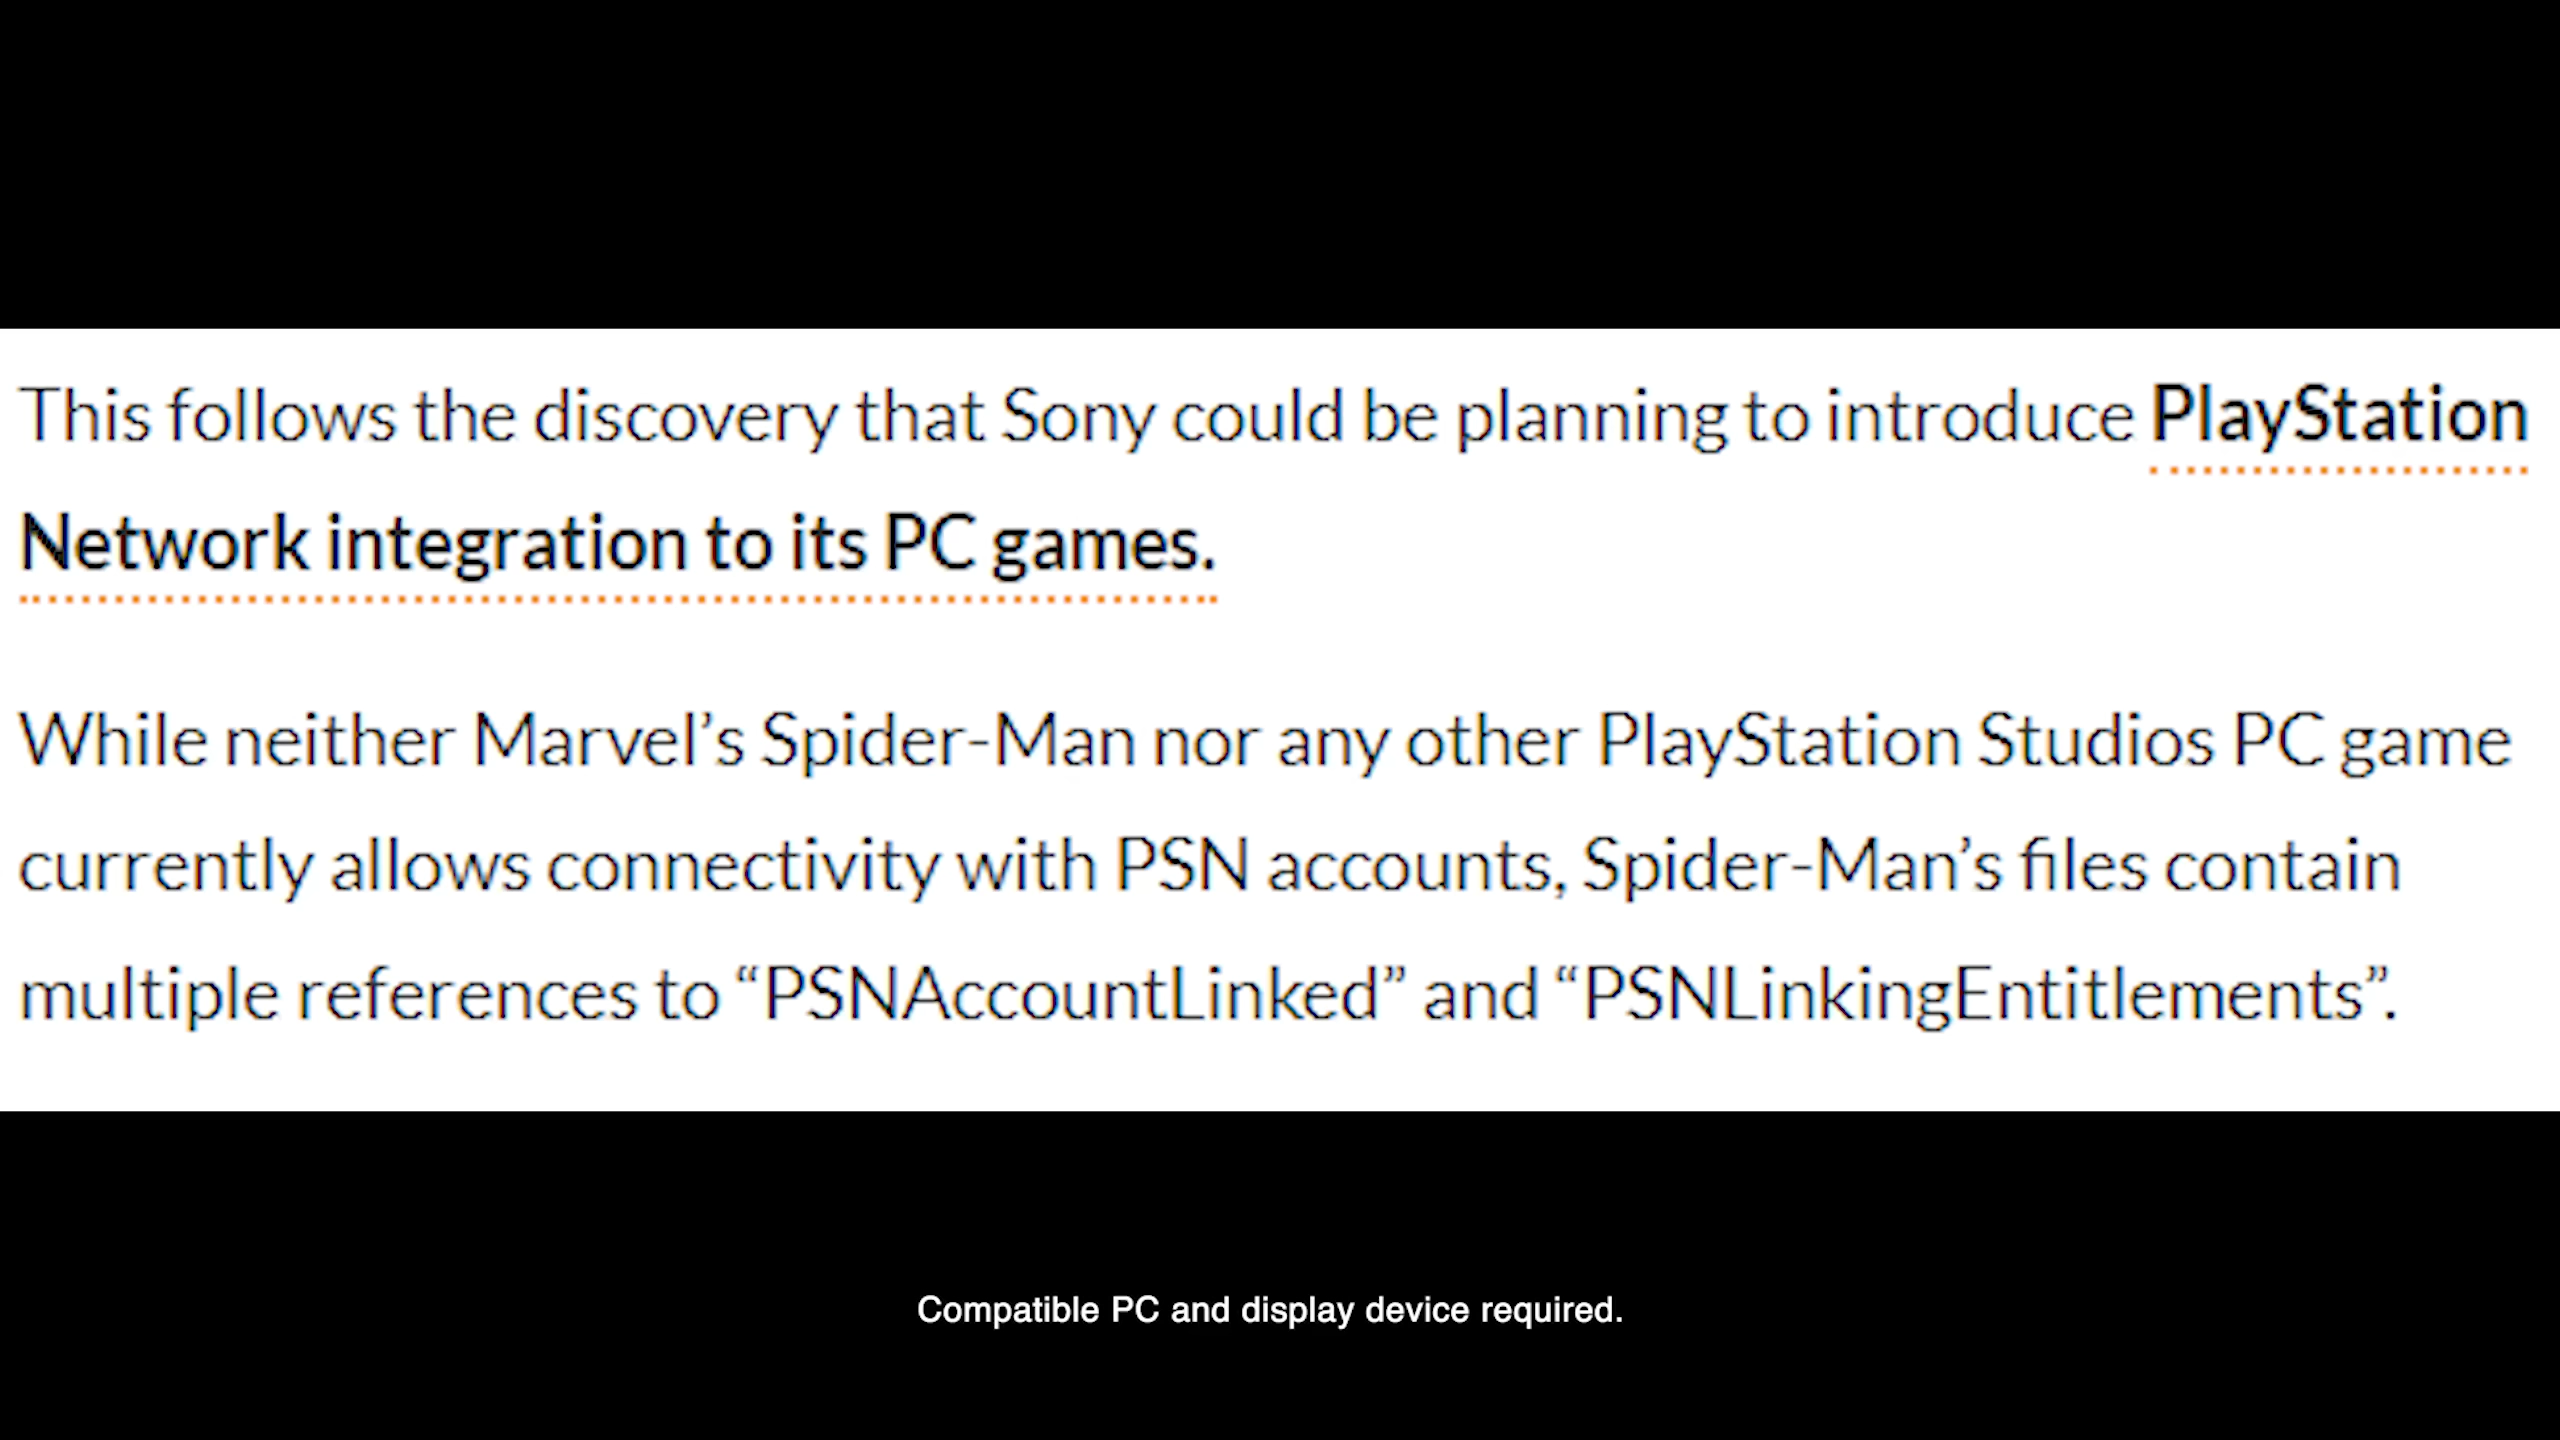 This follows the discovery that Sony could be planning to introduce PlayStation
Network integration to its PC games.
While neither Marvel’s Spider-Man nor any other PlayStation Studios PC game
currently allows connectivity with PSN accounts, Spider-Man’s files contain
multiple references to “PSNAccountLinked” and “PSNLinkingEntitlements”.
Compatible PC and display device required.